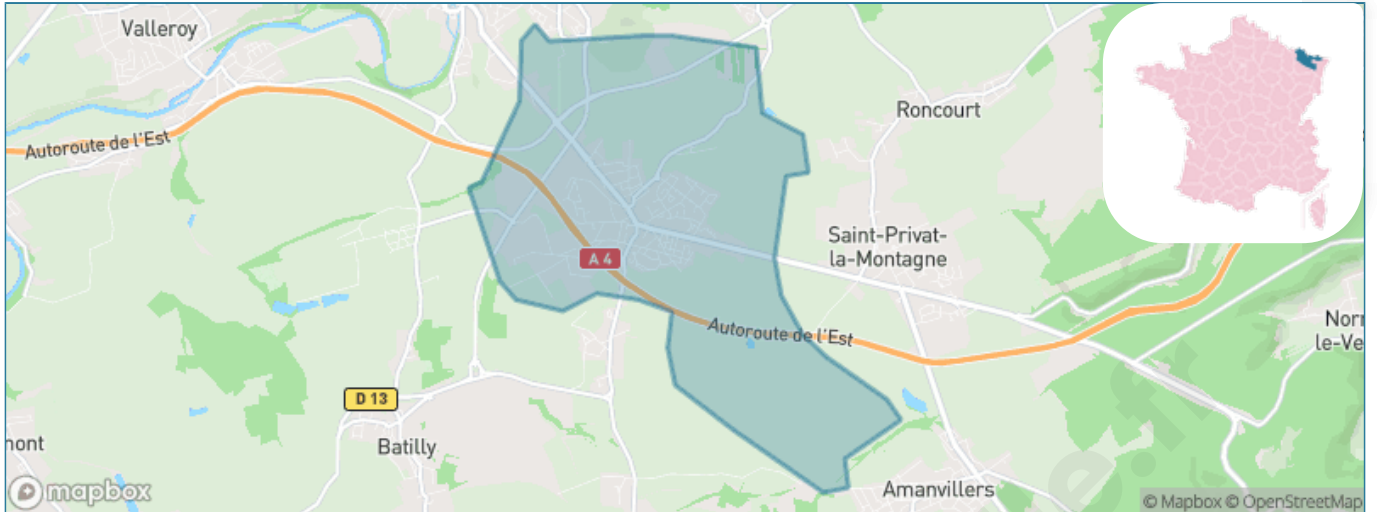 Valleroy
Roncourt
Autoroute de l'Est
Saint-Privat-
la-Montagne
A 4
Autoroute de l'Est
D 13
Batilly
Amanvillers
mapbox
© Mapbox © OpenStreetMap